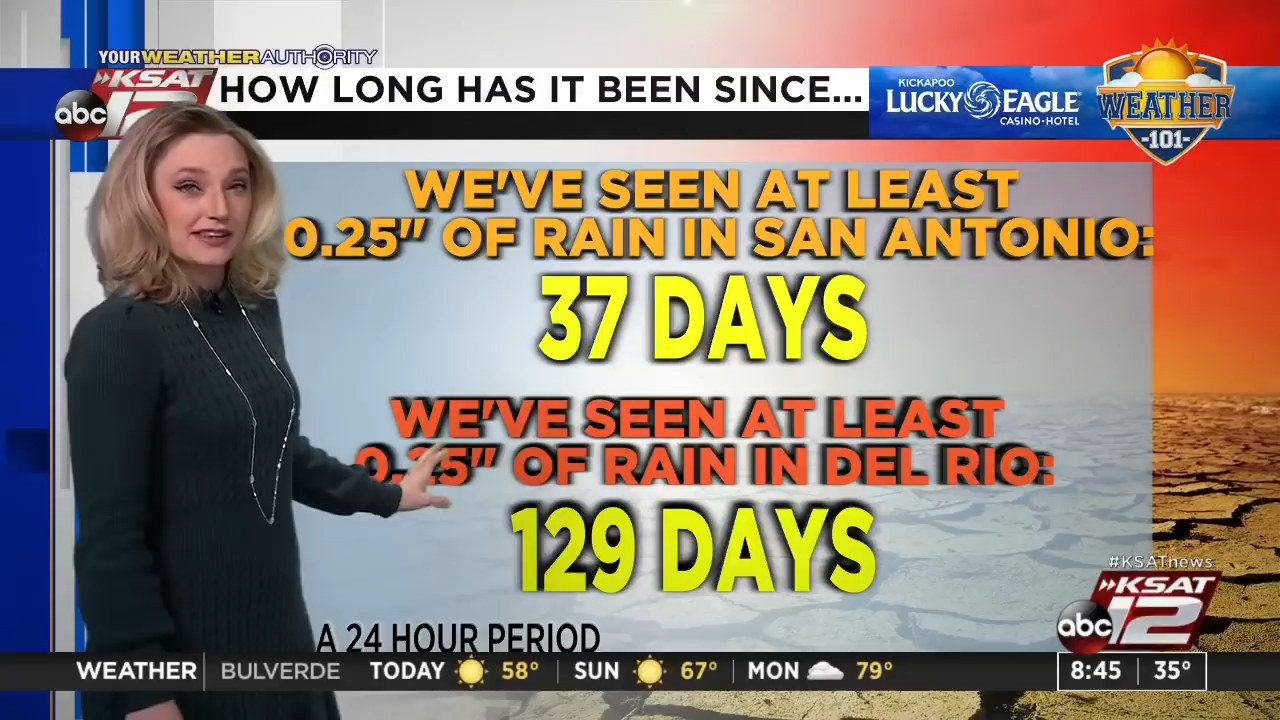 YOUR WEATHER AUTHORITY
KSAT
abc 12
HOW LONG HAS IT BEEN SINCE...
KICKAPOO
LUCKY EAGLE
CASINO·HOTEL
WEATHER
-101-
WE'VE SEEN AT LEAST
0.25" OF RAIN IN SAN ANTONIO:
37 DAYS
WE'VE SEEN AT LEAST
0.25" OF RAIN IN DEL RIO:
129 DAYS
#KSATnews
KSAT
abc 12
A 24 HOUR PERIOD
WEATHER BULVERDE TODAY 58° SUN 67° MON 79° 8:45 35°